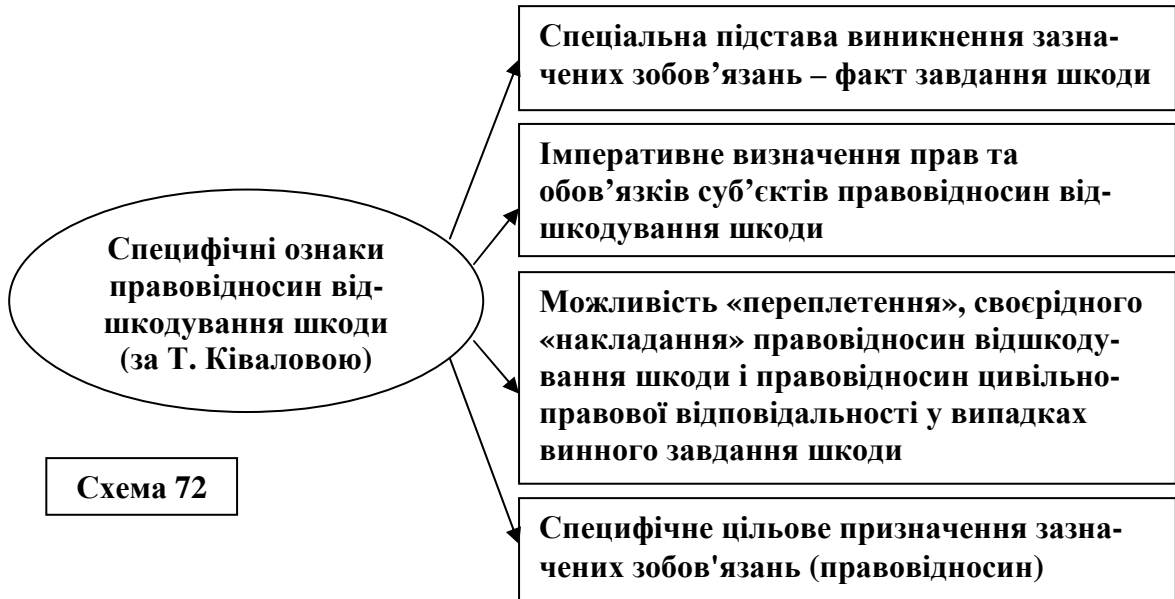 Специфічні ознаки
правовідносин від-
шкодування шкоди
(за Т. Ківаловою)
Схема 72
Спеціальна підстава виникнення зазна-
чених зобов’язань – факт завдання шкоди
Імперативне визначення прав та
обов’язків суб’єктів правовідносин від-
шкодування шкоди
Можливість «переплетення», своєрідного
«накладання» правовідносин відшкоду-
вання шкоди і правовідносин цивільно-
правової відповідальності у випадках
винного завдання шкоди
Специфічне цільове призначення зазна-
чених зобов'язань (правовідносин)